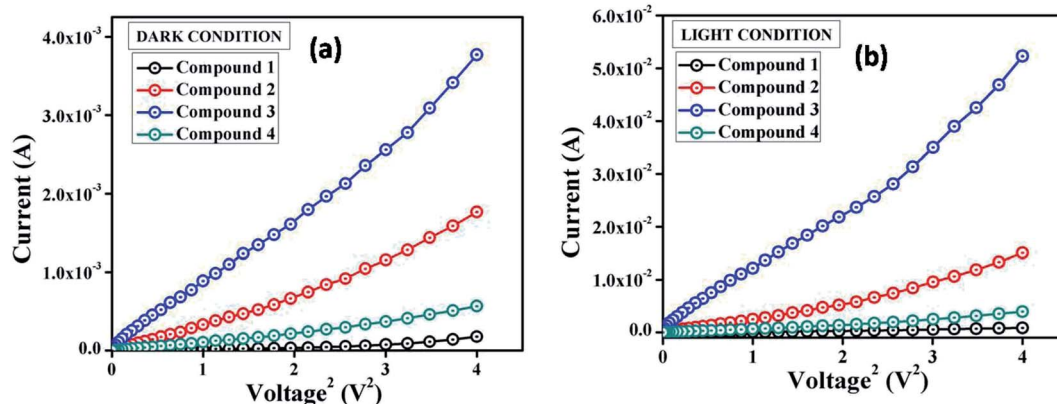 DARK CONDITION
(a)
Compound 1
Compound 2
Compound 3
Compound 4
4.0x10⁻³
3.0x10⁻³
2.0x10⁻³
1.0x10⁻³
0.0
0 1 2 3 4
Current (A)
Voltage² (V²)
LIGHT CONDITION
(b)
Compound 1
Compound 2
Compound 3
Compound 4
6.0x10⁻²
5.0x10⁻²
4.0x10⁻²
3.0x10⁻²
2.0x10⁻²
1.0x10⁻²
0.0
0 1 2 3 4
Current (A)
Voltage² (V²)